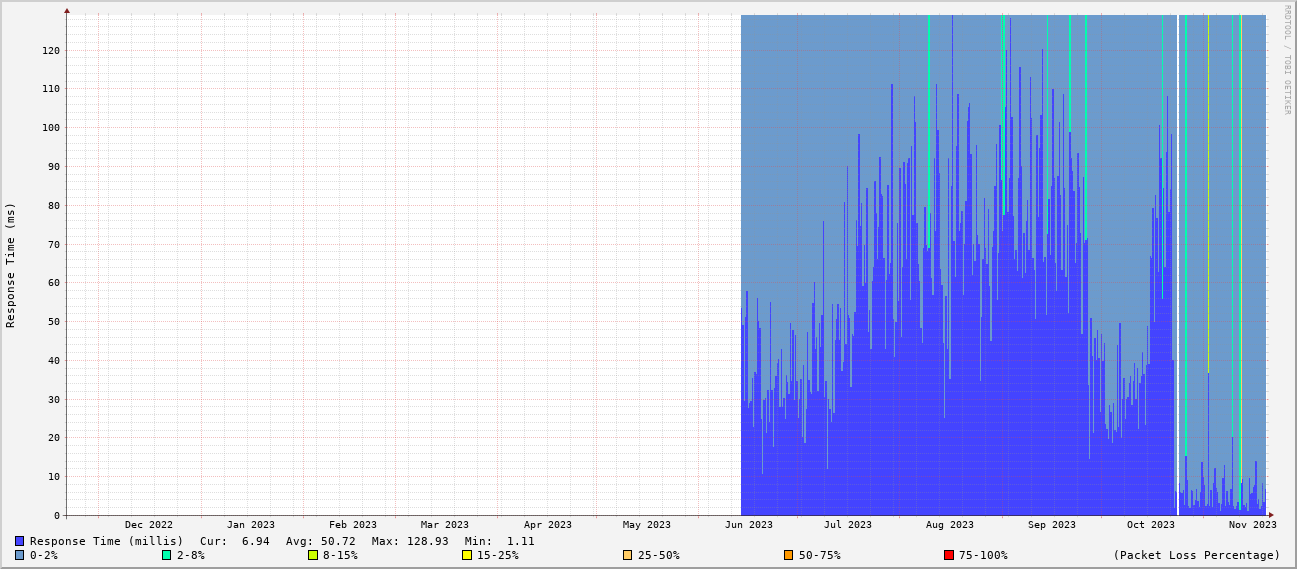 RRDTOOL / TOBI OETIKER
Response Time (ms)
120
110
100
90
80
70
60
50
40
30
20
10
0
Dec 2022 Jan 2023 Feb 2023 Mar 2023 Apr 2023 May 2023 Jun 2023 Jul 2023 Aug 2023 Sep 2023 Oct 2023 Nov 2023
Response Time (millis) Cur: 6.94 Avg: 50.72 Max: 128.93 Min: 1.11
0-2% 2-8% 8-15% 15-25% 25-50% 50-75% 75-100% (Packet Loss Percentage)